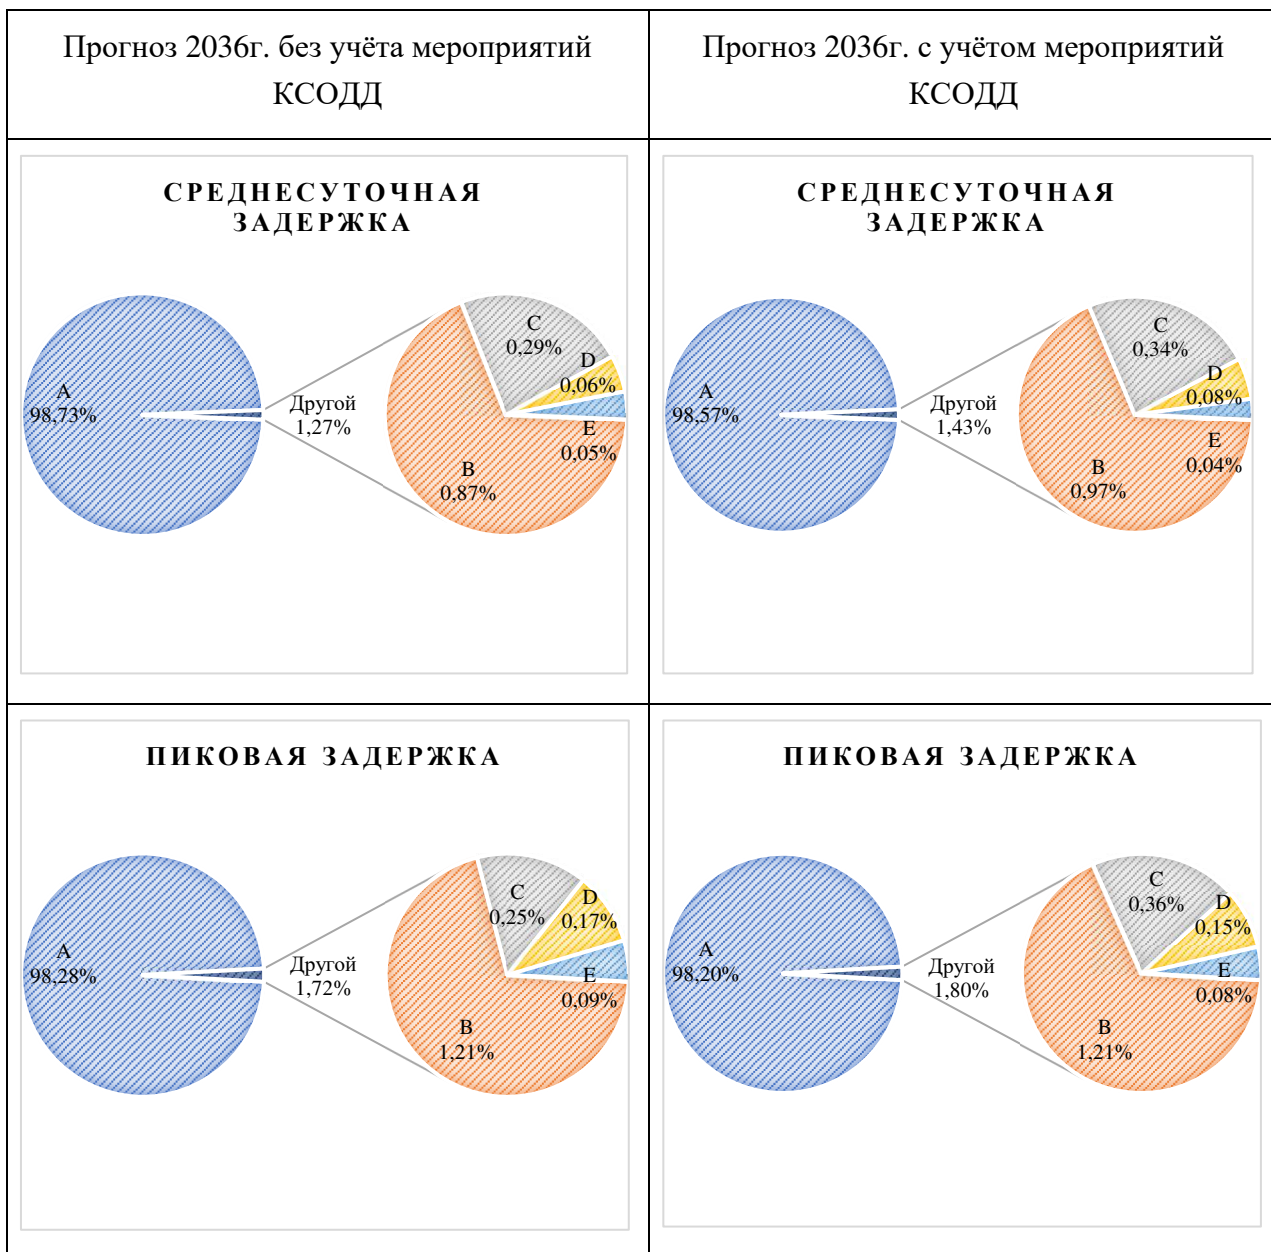 Прогноз 2036г. без учёта мероприятий
КСОДД
Прогноз 2036г. с учётом мероприятий
КСОДД
СРЕДНЕСУТОЧНАЯ
ЗАДЕРЖКА
A
98,73%
Другой
1,27%
C
0,29%
D
0,06%
E
0,05%
B
0,87%
СРЕДНЕСУТОЧНАЯ
ЗАДЕРЖКА
A
98,57%
Другой
1,43%
C
0,34%
D
0,08%
E
0,04%
B
0,97%
ПИКОВАЯ ЗАДЕРЖКА
A
98,28%
Другой
1,72%
C
0,25%
D
0,17%
E
0,09%
B
1,21%
ПИКОВАЯ ЗАДЕРЖКА
A
98,20%
Другой
1,80%
C
0,36%
D
0,15%
E
0,08%
B
1,21%